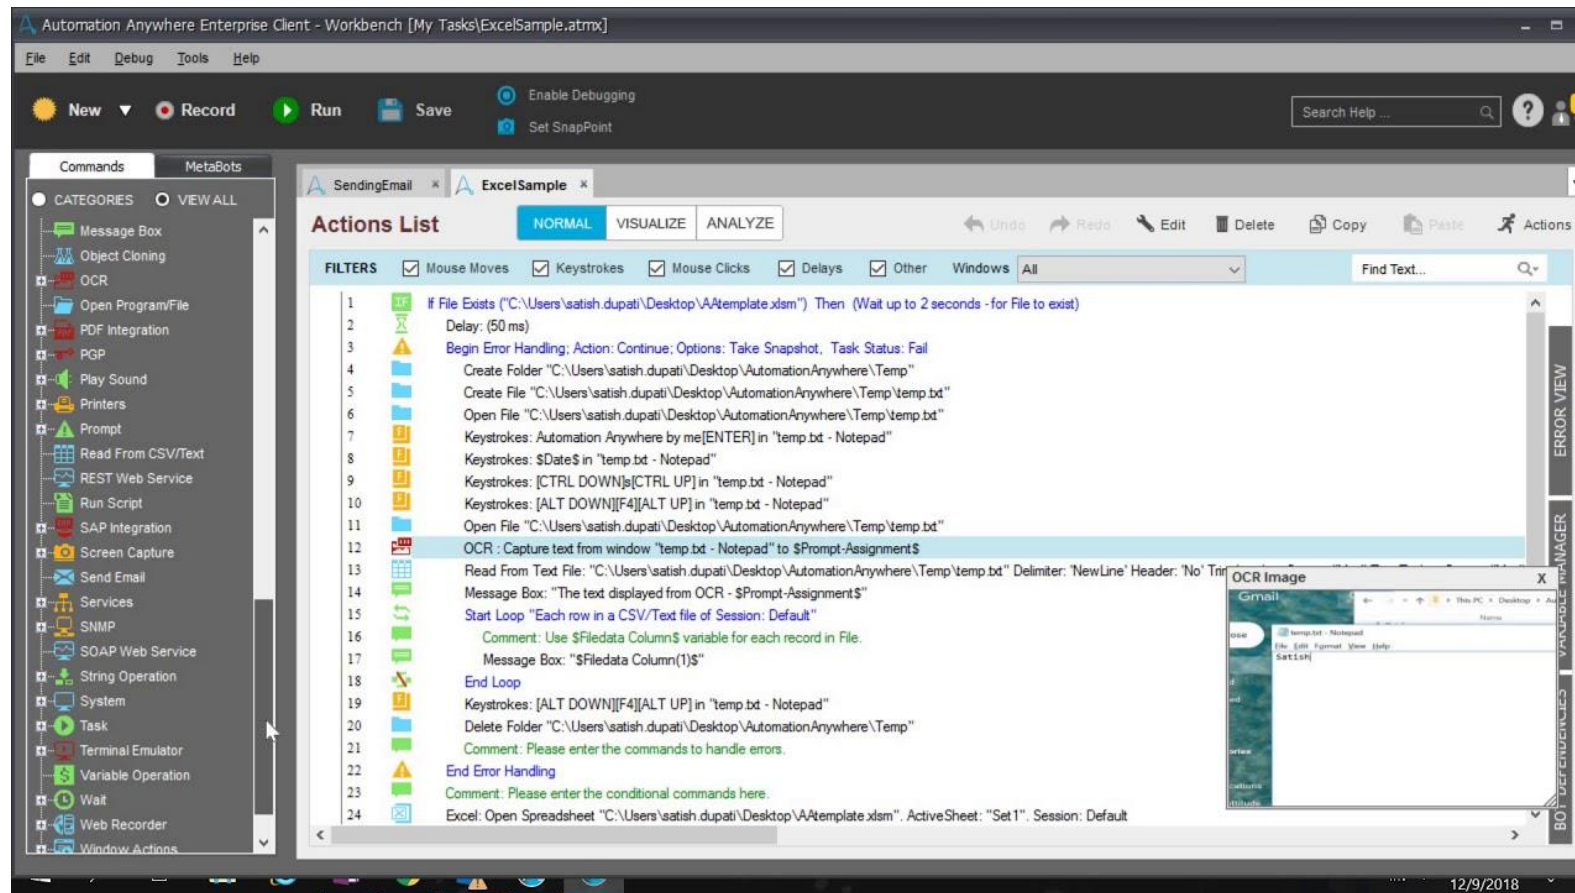 Automation Anywhere Enterprise Client - Workbench [My Tasks\ExcelSample.atmx]
File Edit Debug Tools Help
New Record Run Save
Enable Debugging
Set SnapPoint
Search Help ...
Commands MetaBots
CATEGORIES VIEW ALL
Message Box
Object Cloning
OCR
Open Program/File
PDF Integration
PGP
Play Sound
Printers
Prompt
Read From CSV/Text
REST Web Service
Run Script
SAP Integration
Screen Capture
Send Email
Services
SNMP
SOAP Web Service
String Operation
System
Task
Terminal Emulator
Variable Operation
Wait
Web Recorder
Window Actions
SendingEmail ExcelSample
Actions List NORMAL VISUALIZE ANALYZE Undo Redo Edit Delete Copy Paste Actions
FILTERS Mouse Moves Keystrokes Mouse Clicks Delays Other Windows All Find Text...
1 If File Exists ("C:\Users\satish.dupati\Desktop\AAtemplate.xlsm") Then (Wait up to 2 seconds - for File to exist)
2 Delay: (50 ms)
3 Begin Error Handling; Action: Continue; Options: Take Snapshot, Task Status: Fail
4 Create Folder "C:\Users\satish.dupati\Desktop\AutomationAnywhere\Temp"
5 Create File "C:\Users\satish.dupati\Desktop\AutomationAnywhere\Temp\temp.txt"
6 Open File "C:\Users\satish.dupati\Desktop\AutomationAnywhere\Temp\temp.txt"
7 Keystrokes: Automation Anywhere by me[ENTER] in "temp.txt - Notepad"
8 Keystrokes: $Date$ in "temp.txt - Notepad"
9 Keystrokes: [CTRL DOWN]s[CTRL UP] in "temp.txt - Notepad"
10 Keystrokes: [ALT DOWN][F4][ALT UP] in "temp.txt - Notepad"
11 Open File "C:\Users\satish.dupati\Desktop\AutomationAnywhere\Temp\temp.txt"
12 OCR : Capture text from window "temp.txt - Notepad" to $Prompt-Assignment$
13 Read From Text File: "C:\Users\satish.dupati\Desktop\AutomationAnywhere\Temp\temp.txt" Delimiter: 'NewLine' Header: 'No'
14 Message Box: "The text displayed from OCR - $Prompt-Assignment$"
15 Start Loop "Each row in a CSV/Text file of Session: Default"
16 Comment: Use $Filedata Column$ variable for each record in File.
17 Message Box: "$Filedata Column(1)$"
18 End Loop
19 Keystrokes: [ALT DOWN][F4][ALT UP] in "temp.txt - Notepad"
20 Delete Folder "C:\Users\satish.dupati\Desktop\AutomationAnywhere\Temp"
21 Comment: Please enter the commands to handle errors.
22 End Error Handling
23 Comment: Please enter the conditional commands here.
24 Excel: Open Spreadsheet "C:\Users\satish.dupati\Desktop\AAtemplate.xlsm". ActiveSheet: "Set1". Session: Default
OCR Image X
Gmail
This PC Desktop
Name
temp.txt - Notepad
File Edit Format View Help
Satish
ERROR VIEW
VARIABLE MANAGER
BOT DEPENDENCIES
12/9/2018